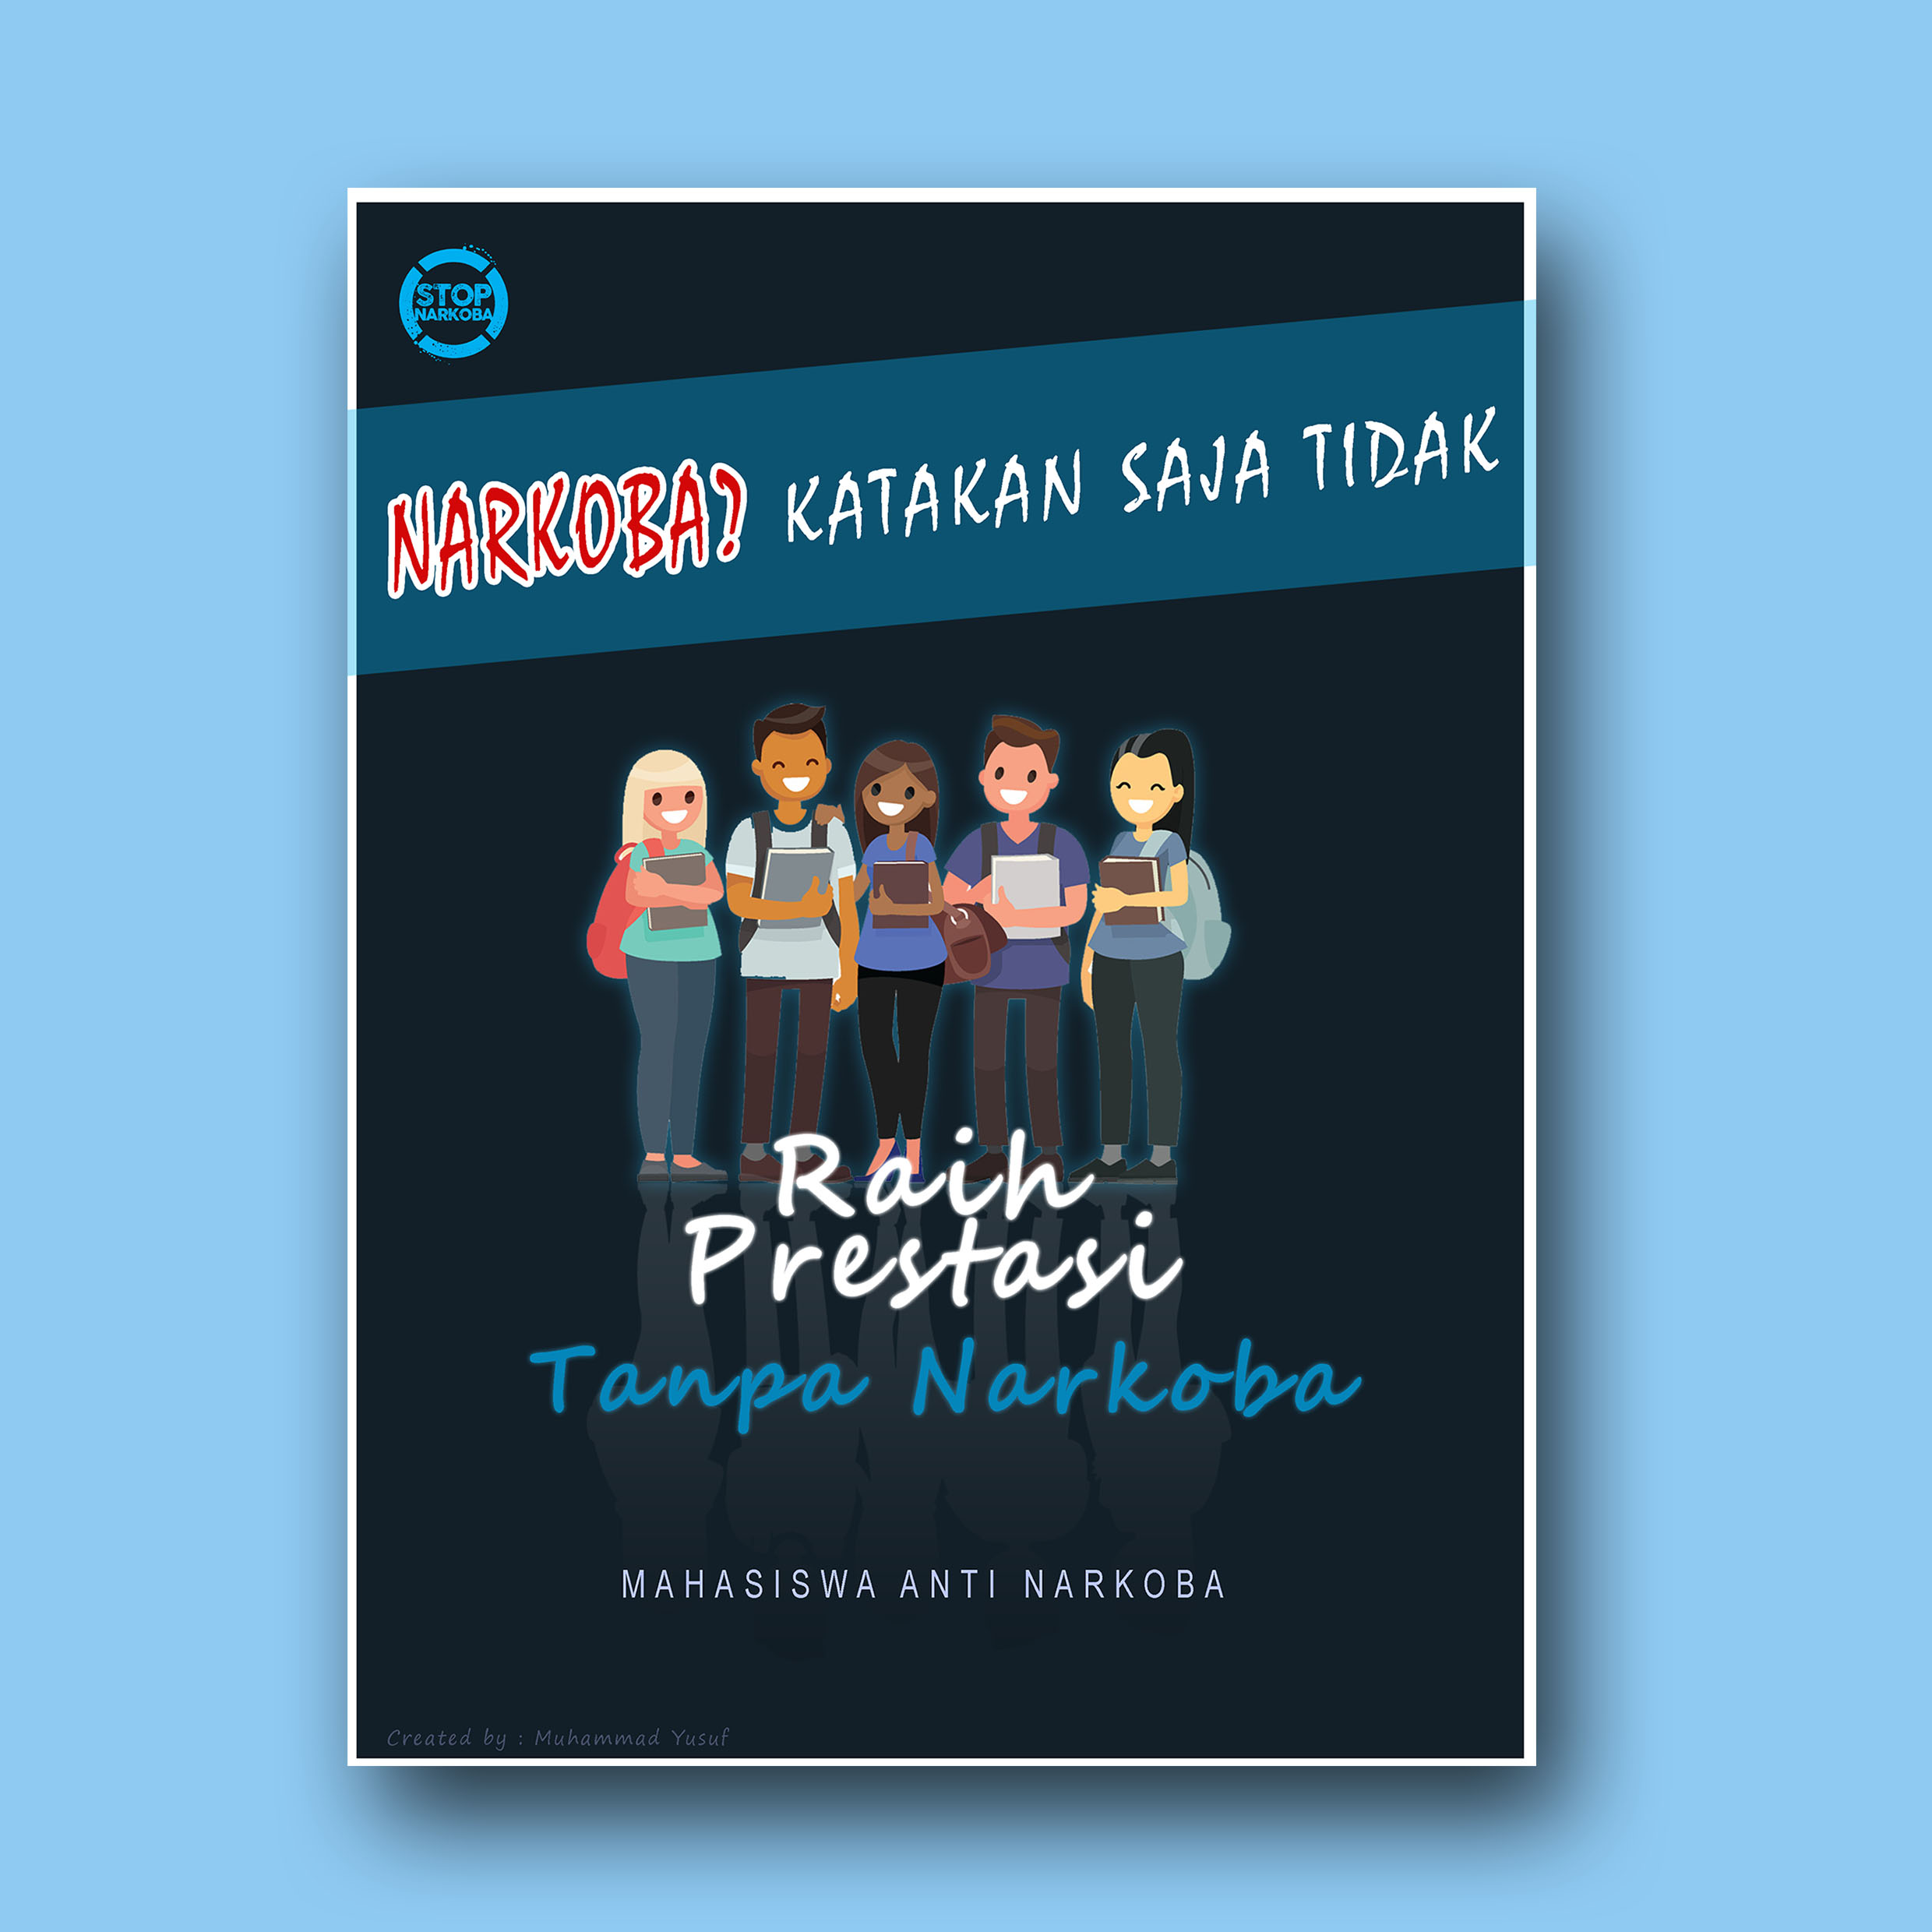 STOP
NARKOBA
NARKOBA? KATAKAN SAJA TIDAK
Raih
Prestasi
Tanpa Narkoba
MAHASISWA ANTI NARKOBA
Created by : Muhammad Yusuf